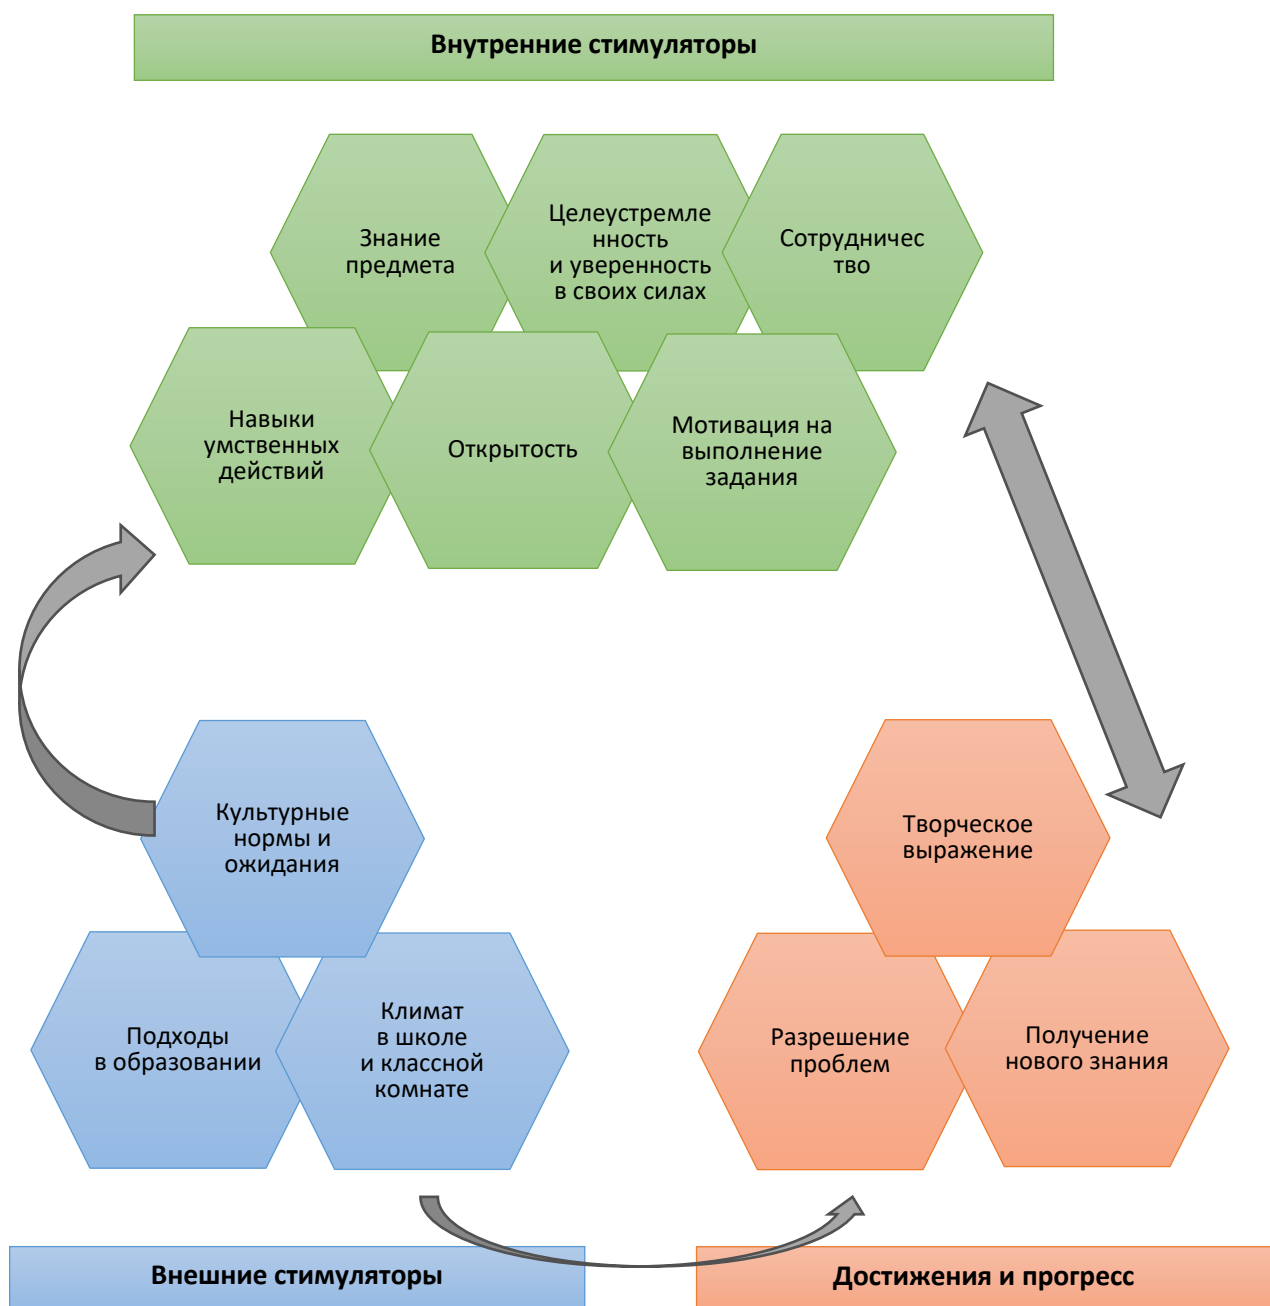 Внутренние стимуляторы
Знание
предмета
Целеустремле
нность
и уверенность
в своих силах
Сотрудничес
тво
Навыки
умственных
действий
Открытость
Мотивация на
выполнение
задания
Культурные
нормы и
ожидания
Подходы
в образовании
Климат
в школе
и классной
комнате
Творческое
выражение
Разрешение
проблем
Получение
нового знания
Внешние стимуляторы
Достижения и прогресс